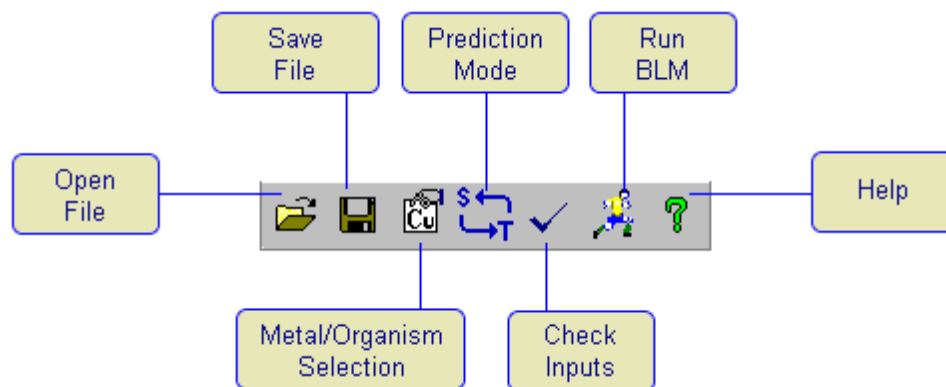 Save
File
Prediction
Mode
Run
BLM
Open
File
Help
Cu
S
T
?
Metal/Organism
Selection
Check
Inputs